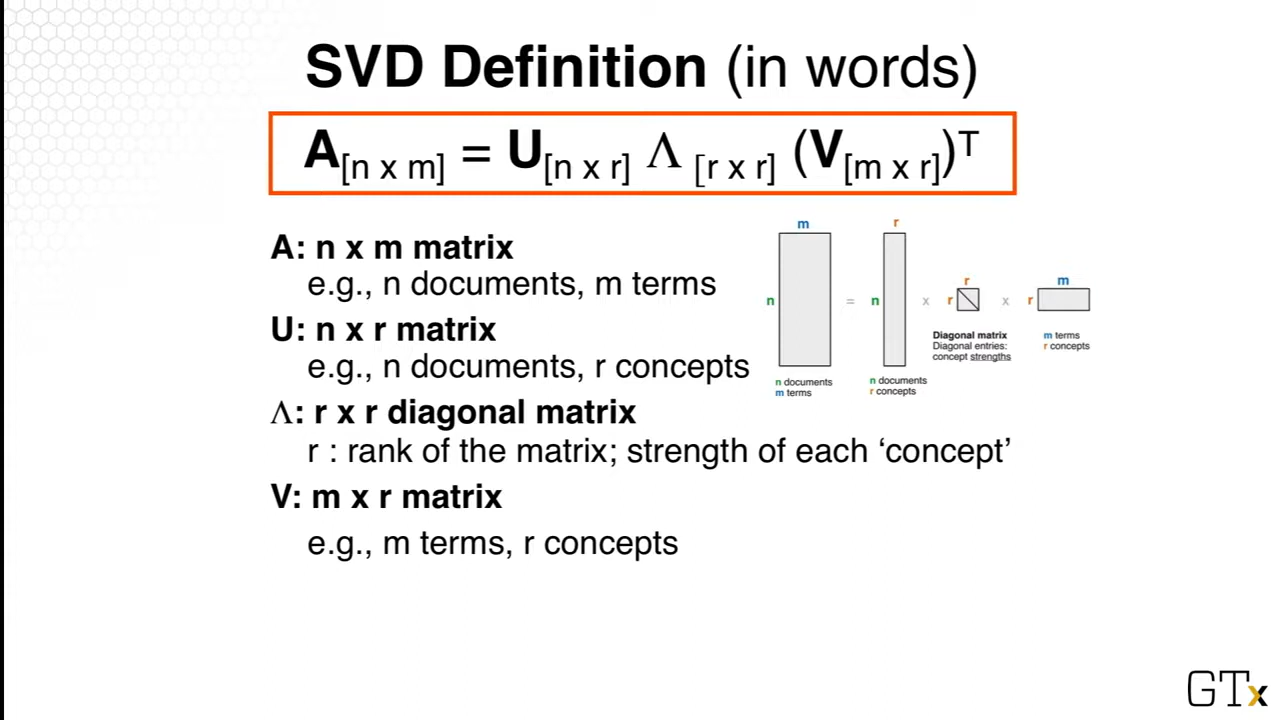 SVD Definition (in words)
A[n x m] = U[n x r] Λ [r x r] (V[m x r])T
A: n x m matrix
e.g., n documents, m terms
U: n x r matrix
e.g., n documents, r concepts
Λ: r x r diagonal matrix
r : rank of the matrix; strength of each ‘concept’
V: m x r matrix
e.g., m terms, r concepts
m
n
n documents
m terms
=
r
n
n documents
r concepts
x
r
r
Diagonal matrix
Diagonal entries:
concept strengths
x
m
r
m terms
r concepts
GTx